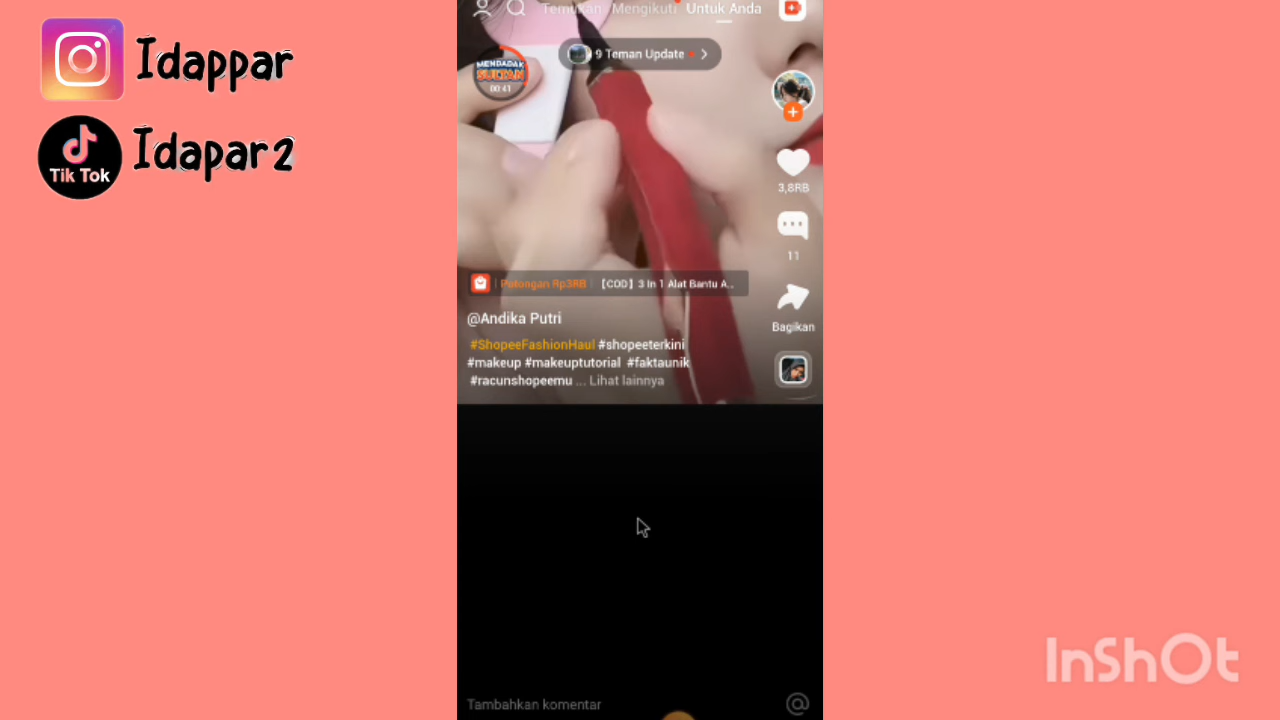 Idappar
Tik Tok
Idapar2
Temukan Mengikuti Untuk Anda
9 Teman Update
MENDADAK
SULTAN
00:41
3,8RB
11
Bagikan
Potongan Rp3RB 【COD】3 in 1 Alat Bantu A..
@Andika Putri
#ShopeeFashionHaul #shopeeterkini
#makeup #makeuptutorial #faktaunik
#racunshopeemu ... Lihat lainnya
Tambahkan komentar @
InShOt